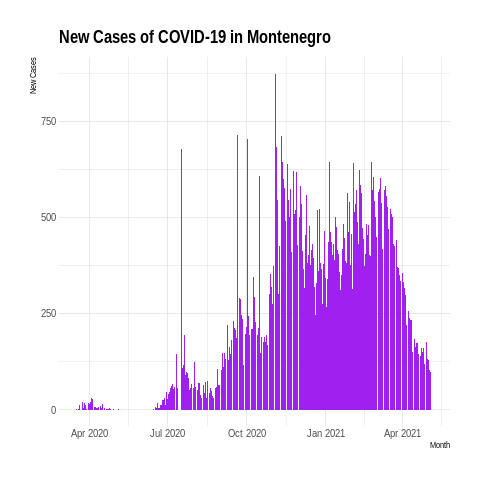 New Cases of COVID-19 in Montenegro
New Cases
750
500
250
0
Apr 2020 Jul 2020 Oct 2020 Jan 2021 Apr 2021
Month